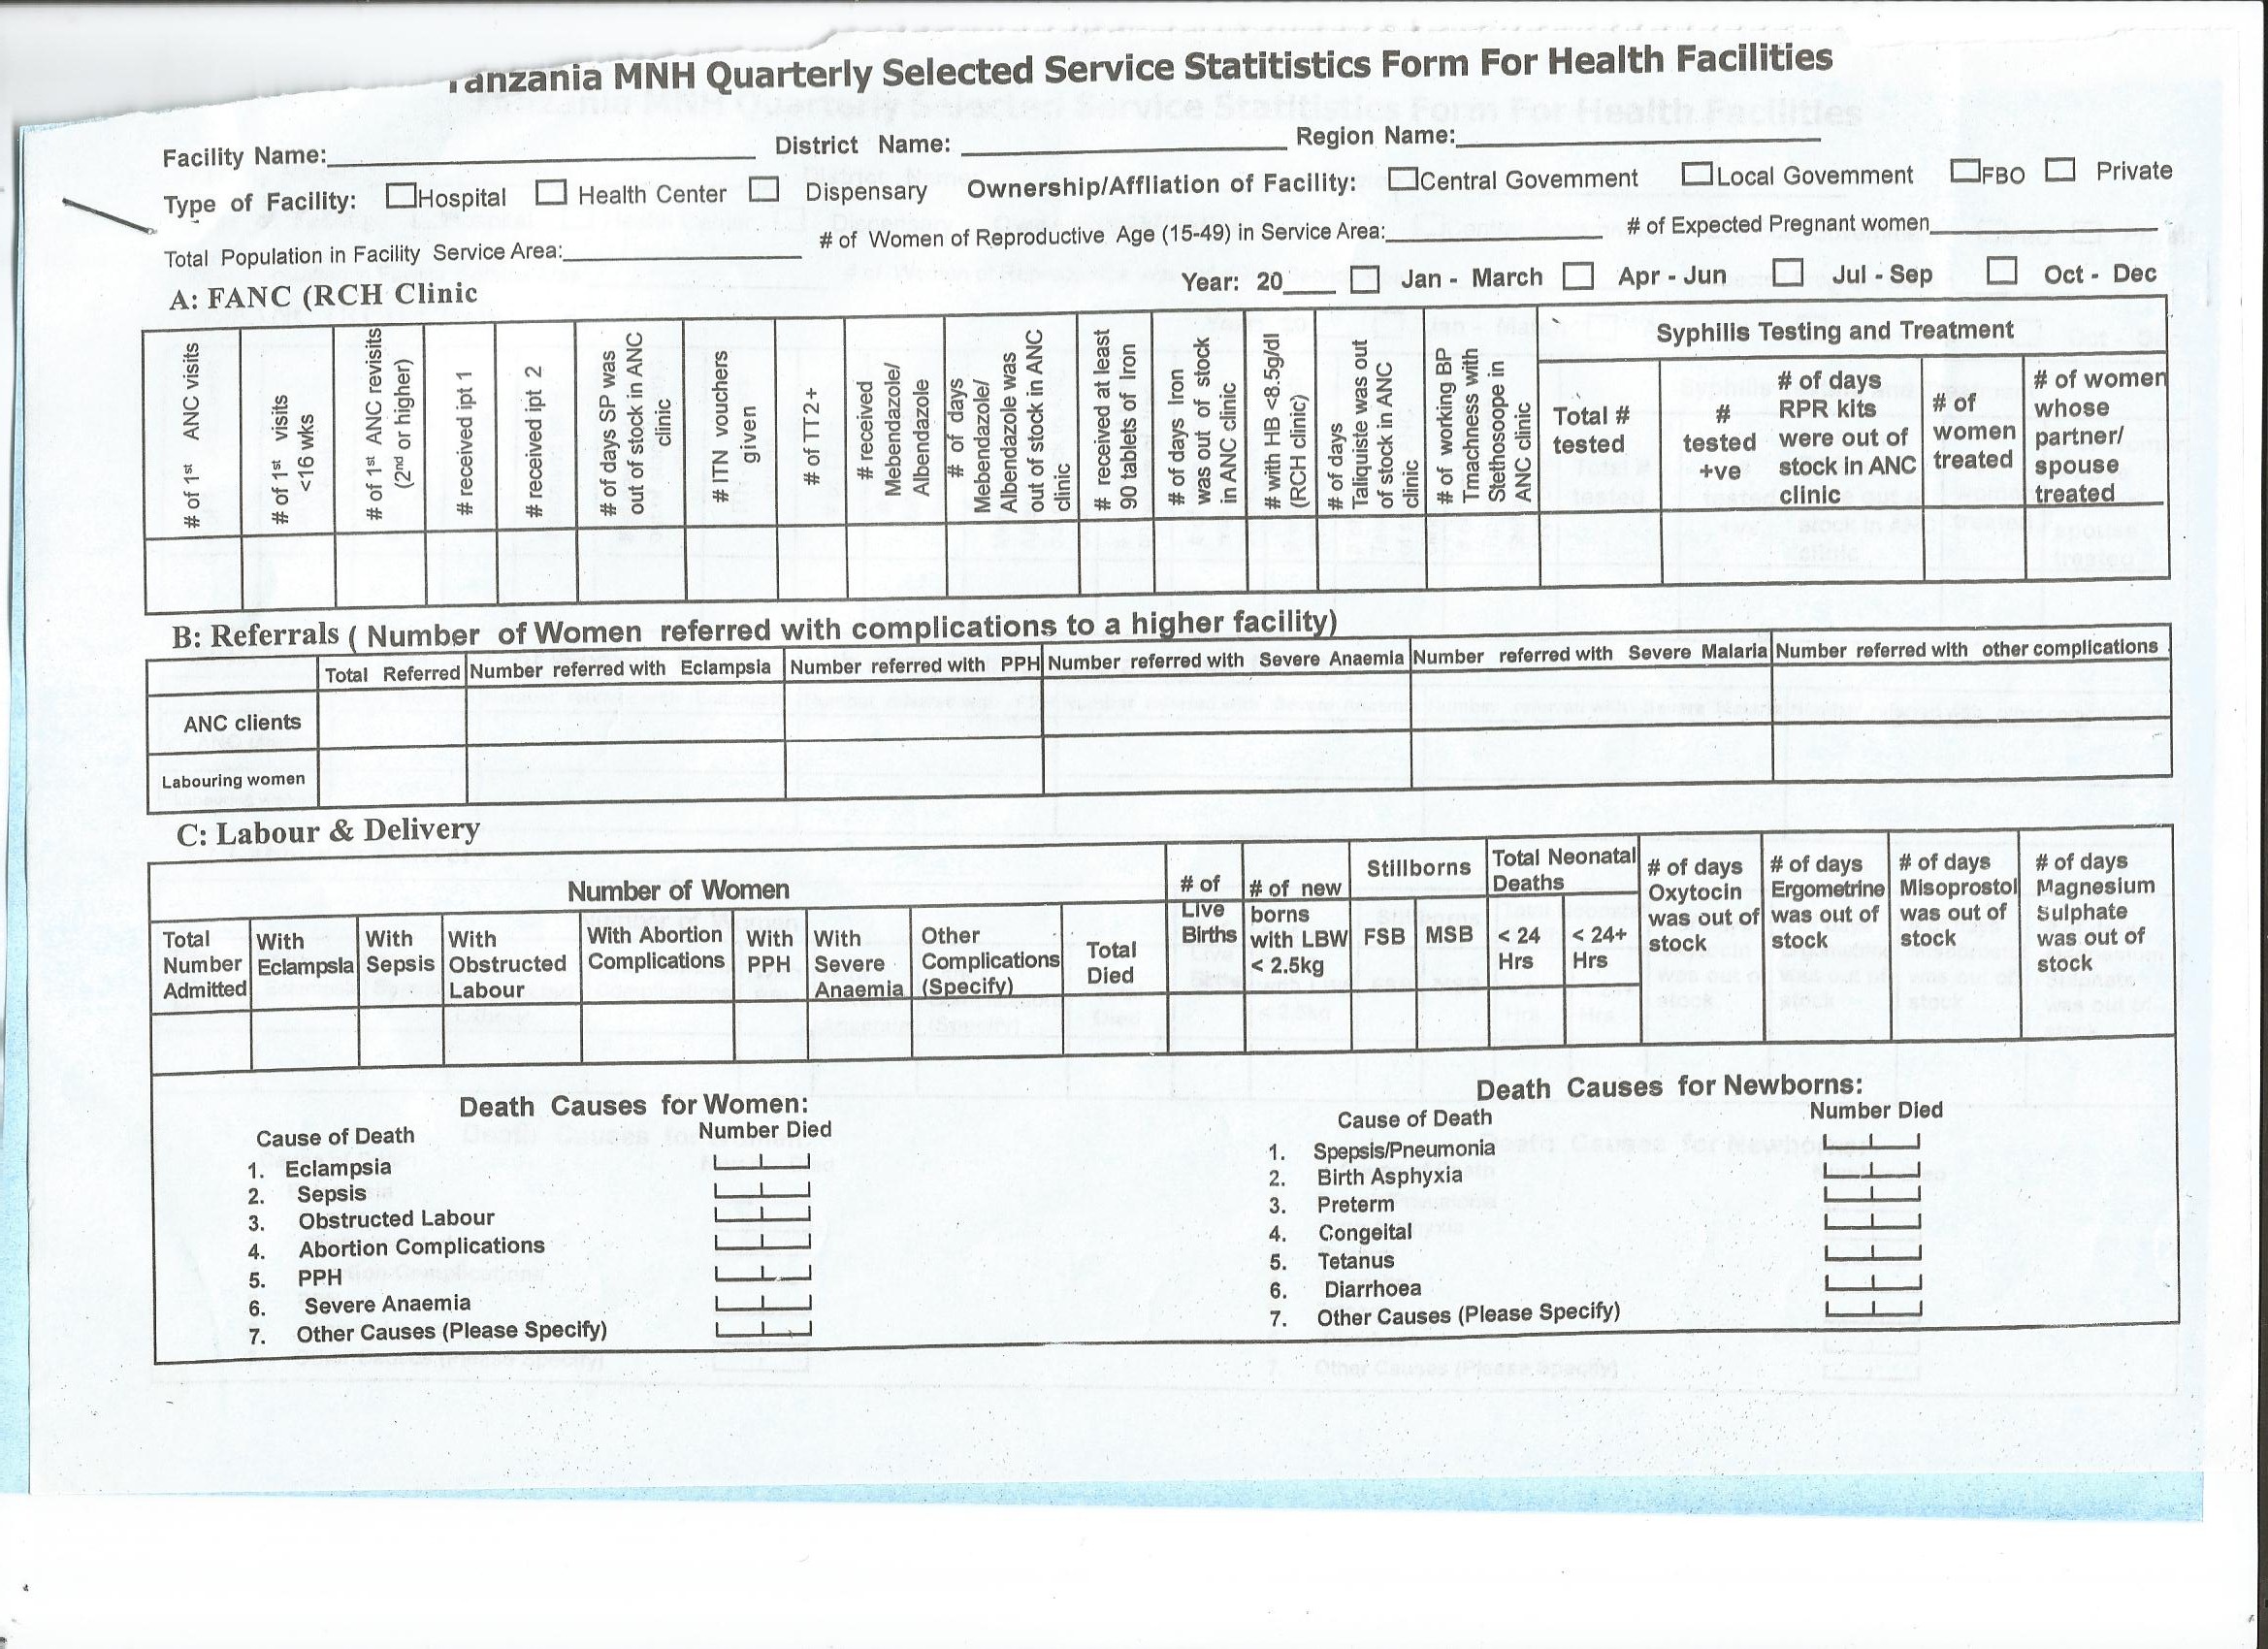 Tanzania MNH Quarterly Selected Service Statitistics Form For Health Facilities
Facility Name: District Name: Region Name:
Type of Facility: Hospital Health Center Dispensary Ownership/Affliation of Facility: Central Govemment Local Govemment FBO Private
Total Population in Facility Service Area: # of Women of Reproductive Age (15-49) in Service Area: # of Expected Pregnant women
Year: 20 Jan - March Apr - Jun Jul - Sep Oct - Dec
A: FANC (RCH Clinic
# of 1st ANC visits
# of 1st visits
<16 wks
# of 1st ANC revisits
(2nd or higher)
# received ipt 1
# received ipt 2
# of days SP was
out of stock in ANC
clinic
# ITN vouchers
given
# of TT2+
# received
Mebendazole/
Albendazole
# of days
Mebendazole/
Albendazole was
out of stock in ANC
clinic
# received at least
90 tablets of Iron
# of days Iron
was out of stock
in ANC clinic
# with HB <8.5g/dl
(RCH clinic)
# of days
Taliquiste was out
of stock in ANC
clinic
# of working BP
Tmachness with
Stethosoope in
ANC clinic
Syphilis Testing and Treatment
Total #
tested
#
tested
+ve
# of days
RPR kits
were out of
stock in ANC
clinic
# of
women
treated
# of women
whose
partner/
spouse
treated
B: Referrals ( Number of Women referred with complications to a higher facility)
Total Referred Number referred with Eclampsia Number referred with PPH Number referred with Severe Anaemia Number referred with Severe Malaria Number referred with other complications
ANC clients
Labouring women
C: Labour & Delivery
Number of Women
Total
Number
Admitted
With
Eclampsla
With
Sepsis
With
Obstructed
Labour
With Abortion
Complications
With
PPH
With
Severe
Anaemia
Other
Complications
(Specify)
Total
Died
# of
Live
Births
# of new
borns
with LBW
< 2.5kg
Stillborns
FSB MSB
Total Neonatal
Deaths
< 24
Hrs
< 24+
Hrs
# of days
Oxytocin
was out of
stock
# of days
Ergometrine
was out of
stock
# of days
Misoprostol
was out of
stock
# of days
Magnesium
Sulphate
was out of
stock
Death Causes for Women:
Cause of Death Number Died
1. Eclampsia
2. Sepsis
3. Obstructed Labour
4. Abortion Complications
5. PPH
6. Severe Anaemia
7. Other Causes (Please Specify)
Death Causes for Newborns:
Cause of Death Number Died
1. Spepsis/Pneumonia
2. Birth Asphyxia
3. Preterm
4. Congeital
5. Tetanus
6. Diarrhoea
7. Other Causes (Please Specify)